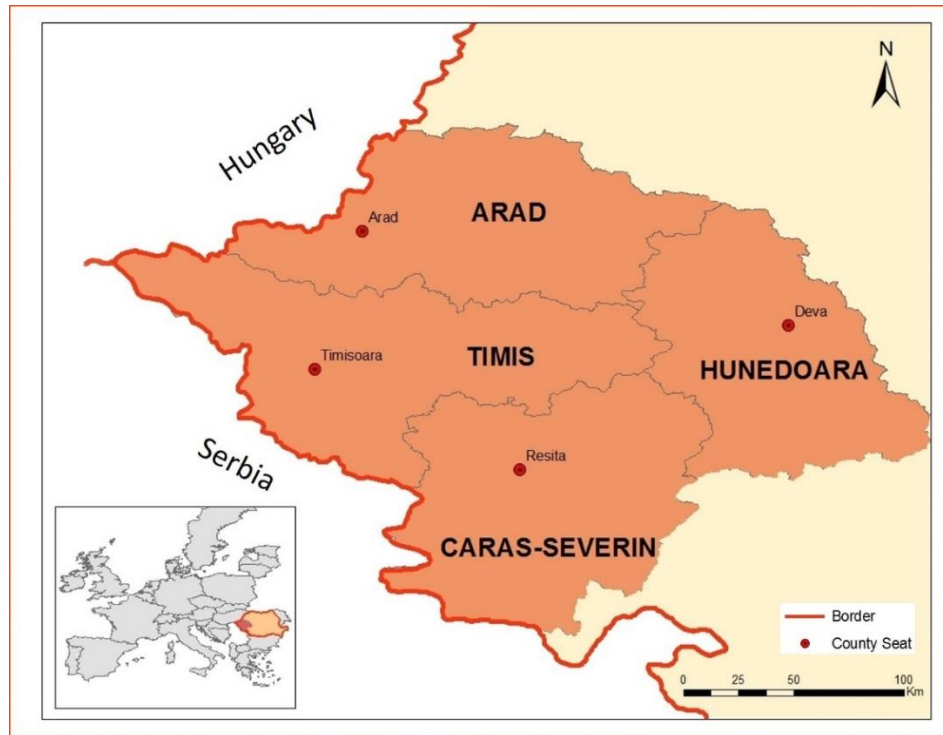 N
Hungary
Arad
ARAD
Deva
Timisoara
TIMIS
HUNEDOARA
Serbia
Resita
CARAS-SEVERIN
Border
County Seat
0 25 50 100
Km